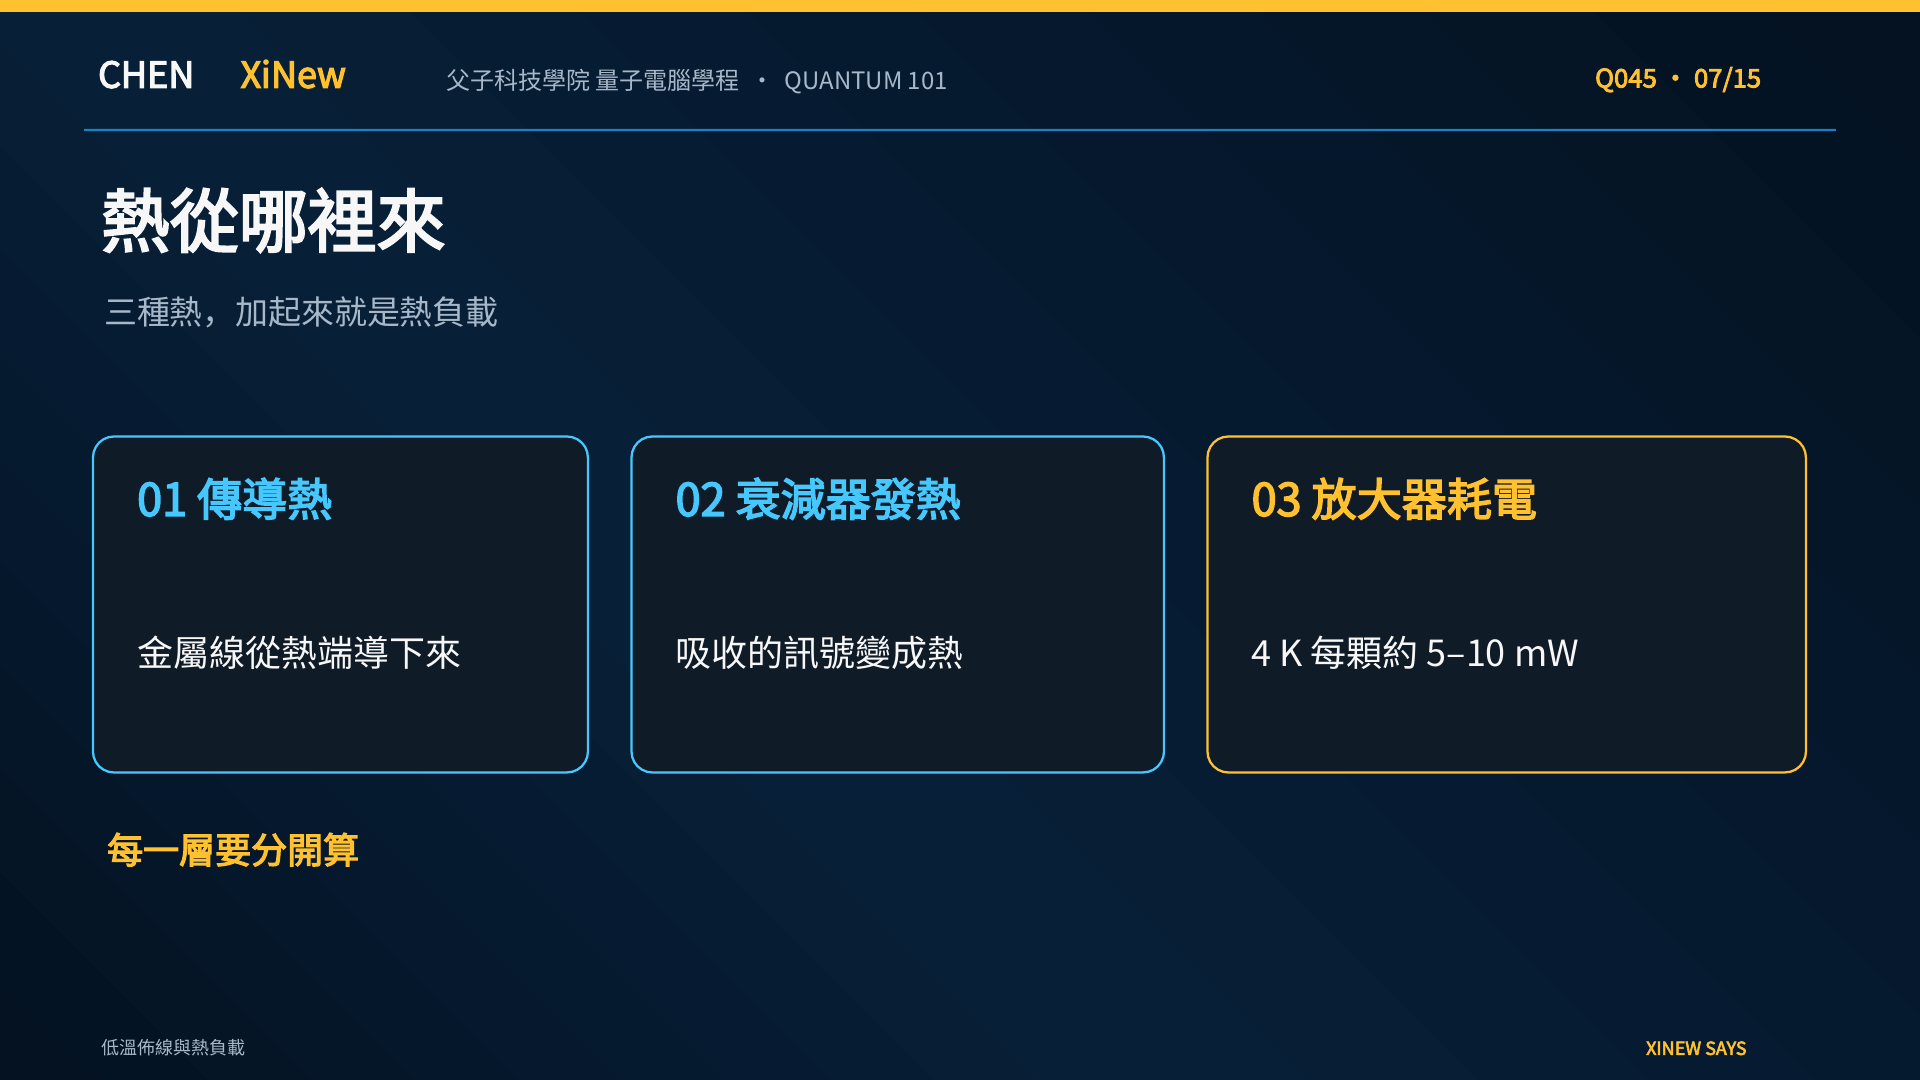 CHEN XiNew 父子科技學院 量子電腦學程 • QUANTUM 101 Q045 • 07/15
熱從哪裡來
三種熱，加起來就是熱負載
01 傳導熱
金屬線從熱端導下來
02 衰減器發熱
吸收的訊號變成熱
03 放大器耗電
4 K 每顆約 5–10 mW
每一層要分開算
低溫佈線與熱負載
XINEW SAYS